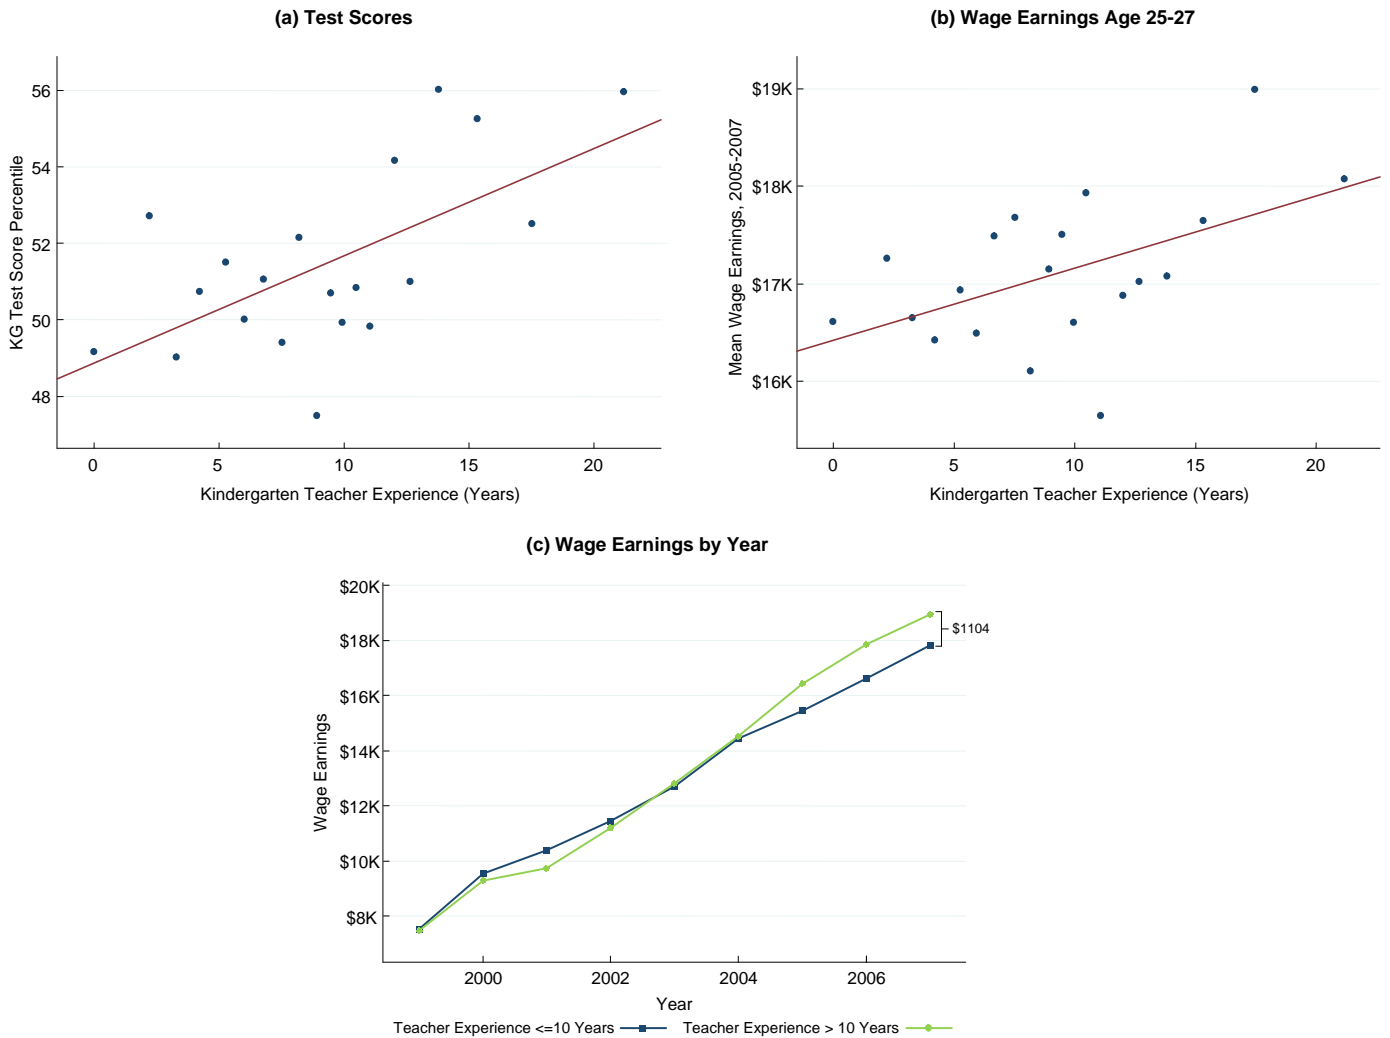 (a) Test Scores
KG Test Score Percentile
56
54
52
50
48
0 5 10 15 20
Kindergarten Teacher Experience (Years)
(b) Wage Earnings Age 25-27
Mean Wage Earnings, 2005-2007
$19K
$18K
$17K
$16K
0 5 10 15 20
Kindergarten Teacher Experience (Years)
(c) Wage Earnings by Year
Wage Earnings
$20K
$18K
$16K
$14K
$12K
$10K
$8K
$1104
2000 2002 2004 2006
Year
Teacher Experience <=10 Years Teacher Experience > 10 Years